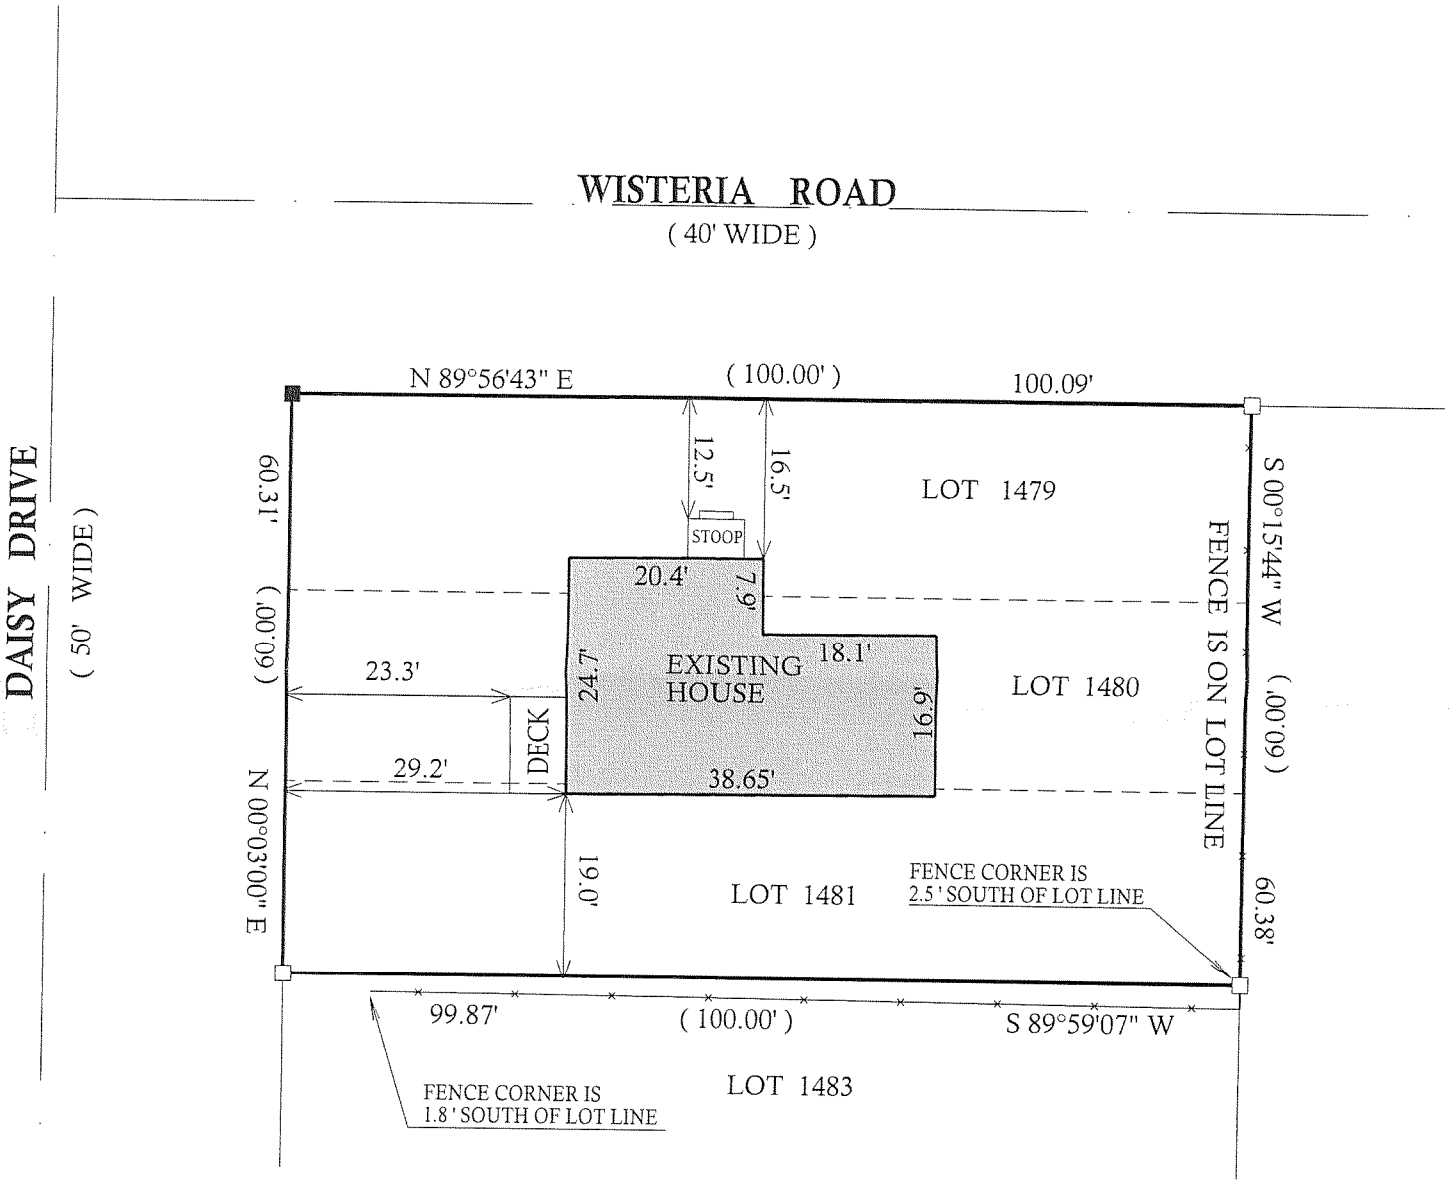 WISTERIA ROAD
( 40' WIDE )
DAISY DRIVE
( 50' WIDE )
N 89°56'43" E
( 100.00' )
100.09'
60.31'
( 60.00' )
N 00°03'00" E
12.5'
16.5'
LOT 1479
STOOP
20.4'
7.9'
18.1'
EXISTING
HOUSE
24.7'
16.9'
38.65'
23.3'
DECK
29.2'
LOT 1480
S 00°15'44" W
FENCE IS ON LOT LINE
( 60.00' )
60.38'
19.0'
LOT 1481
FENCE CORNER IS
2.5' SOUTH OF LOT LINE
99.87'
( 100.00' )
S 89°59'07" W
FENCE CORNER IS
1.8' SOUTH OF LOT LINE
LOT 1483